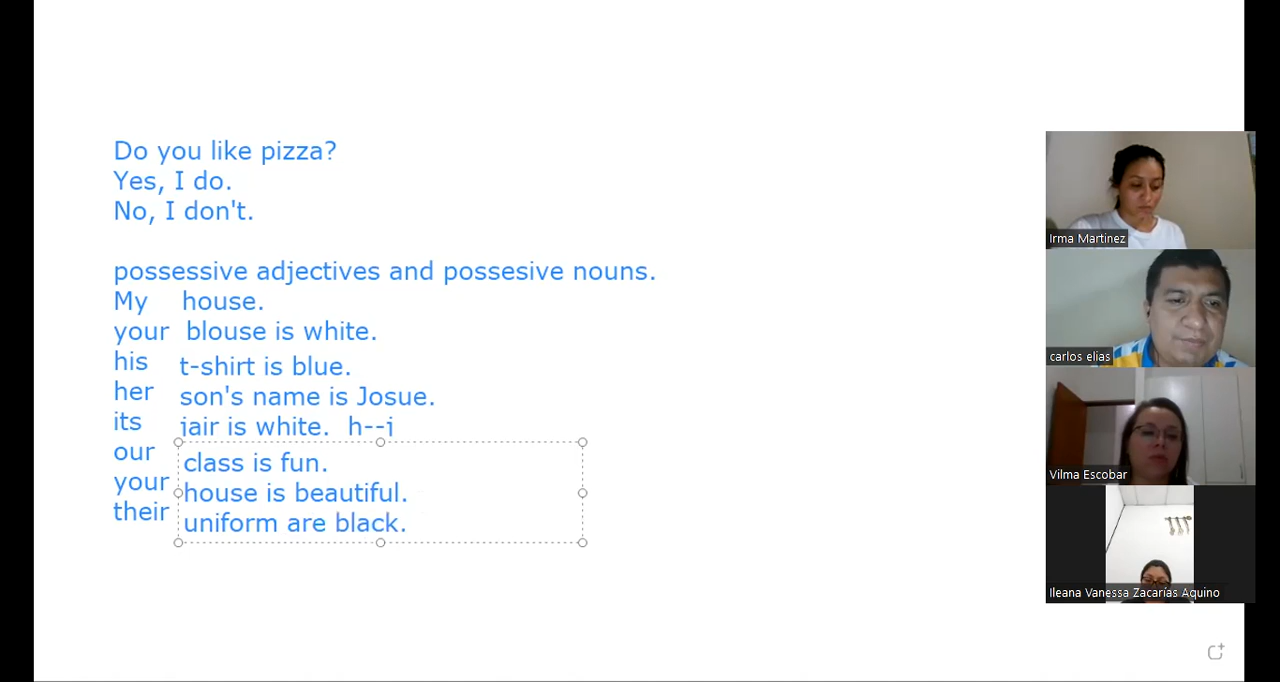 Do you like pizza?
Yes, I do.
No, I don't.
possessive adjectives and possesive nouns.
My house.
your blouse is white.
his t-shirt is blue.
her son's name is Josue.
its jair is white. h--j
our class is fun.
your house is beautiful.
their uniform are black.
Irma Martinez
carlos elias
Vilma Escobar
Ileana Vanessa Zacarías Aquino